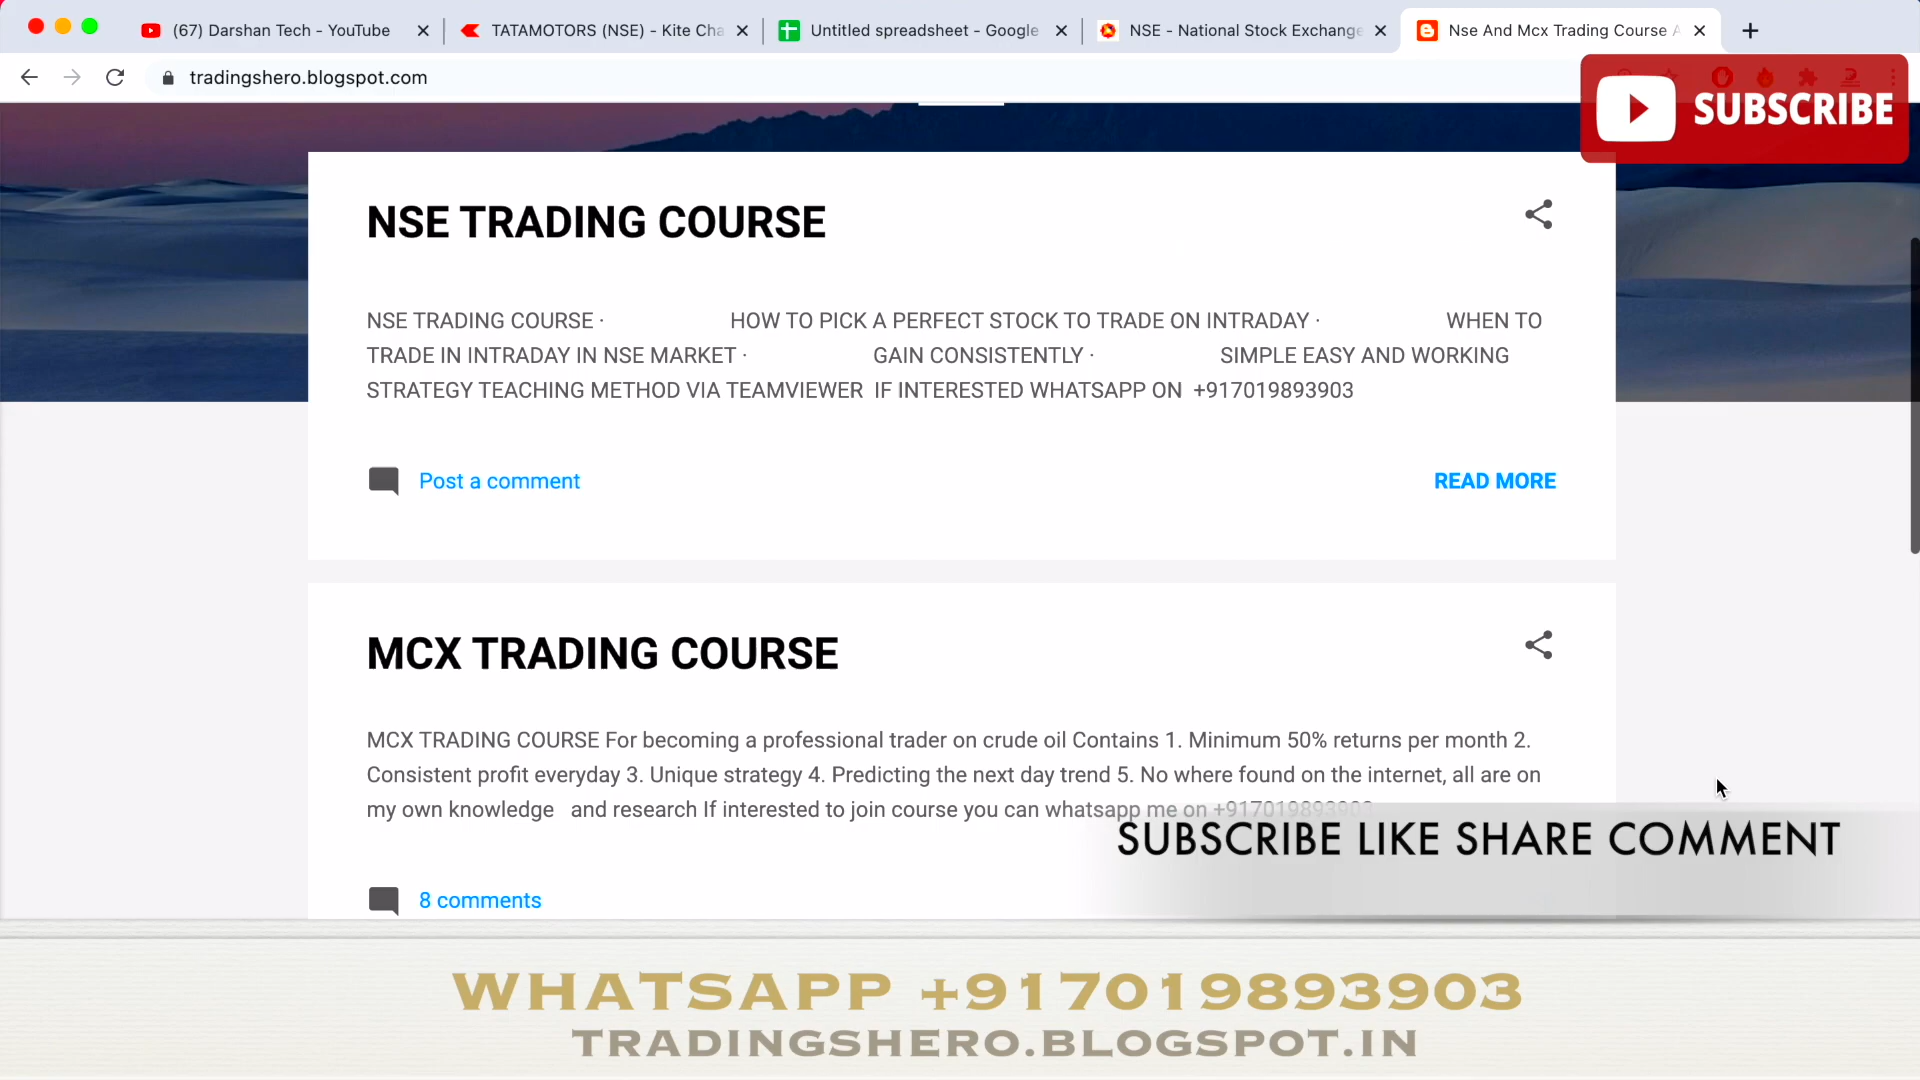 (67) Darshan Tech - YouTube
TATAMOTORS (NSE) - Kite Cha
Untitled spreadsheet - Google
NSE - National Stock Exchange
Nse And Mcx Trading Course A
tradingshero.blogspot.com
SUBSCRIBE
NSE TRADING COURSE
NSE TRADING COURSE · HOW TO PICK A PERFECT STOCK TO TRADE ON INTRADAY · WHEN TO
TRADE IN INTRADAY IN NSE MARKET · GAIN CONSISTENTLY · SIMPLE EASY AND WORKING
STRATEGY TEACHING METHOD VIA TEAMVIEWER IF INTERESTED WHATSAPP ON +917019893903
Post a comment
READ MORE
MCX TRADING COURSE
MCX TRADING COURSE For becoming a professional trader on crude oil Contains 1. Minimum 50% returns per month 2.
Consistent profit everyday 3. Unique strategy 4. Predicting the next day trend 5. No where found on the internet, all are on
my own knowledge and research If interested to join course you can whatsapp me on +917019893903
SUBSCRIBE LIKE SHARE COMMENT
8 comments
WHATSAPP +917019893903
TRADINGSHERO.BLOGSPOT.IN